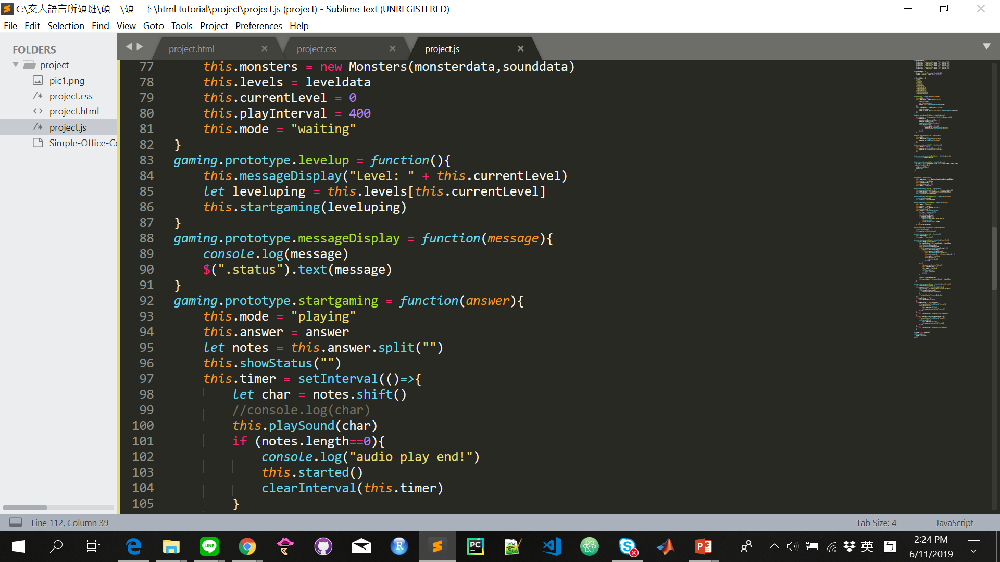 C:\交大語言所碩班\碩二\碩二下\html tutorial\project\project.js (project) - Sublime Text (UNREGISTERED)
File Edit Selection Find View Goto Tools Project Preferences Help
FOLDERS
project
pic1.png
/* project.css
<> project.html
/* project.js
Simple-Office-Co
project.html × project.css × project.js ×
77 this.monsters = new Monsters(monsterdata,sounddata)
78 this.levels = leveldata
79 this.currentLevel = 0
80 this.playInterval = 400
81 this.mode = "waiting"
82 }
83 gaming.prototype.levelup = function(){
84 this.messageDisplay("Level: " + this.currentLevel)
85 let leveluping = this.levels[this.currentLevel]
86 this.startgaming(leveluping)
87 }
88 gaming.prototype.messageDisplay = function(message){
89 console.log(message)
90 $(".status").text(message)
91 }
92 gaming.prototype.startgaming = function(answer){
93 this.mode = "playing"
94 this.answer = answer
95 let notes = this.answer.split("")
96 this.showStatus("")
97 this.timer = setInterval(()=>{
98 let char = notes.shift()
99 //console.log(char)
100 this.playSound(char)
101 if (notes.length==0){
102 console.log("audio play end!")
103 this.started()
104 clearInterval(this.timer)
105 }
Line 112, Column 39
Tab Size: 4 JavaScript
LINE
R
PC
英
ㄅ
2:24 PM
6/11/2019